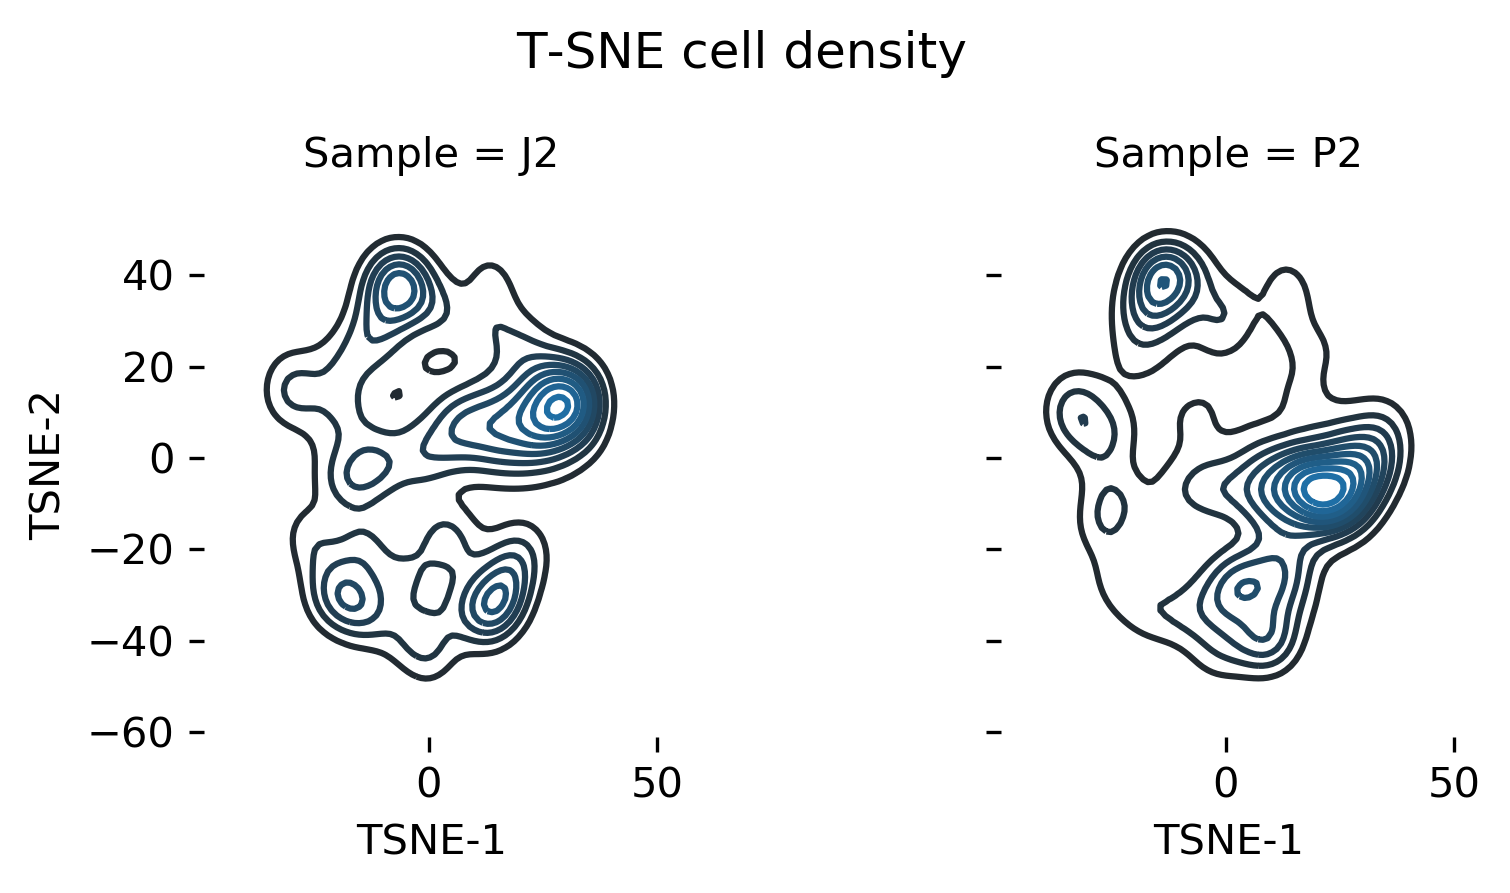 T-SNE cell density
Sample = J2
Sample = P2
TSNE-2
40
20
0
−20
−40
−60
0
50
0
50
TSNE-1
TSNE-1